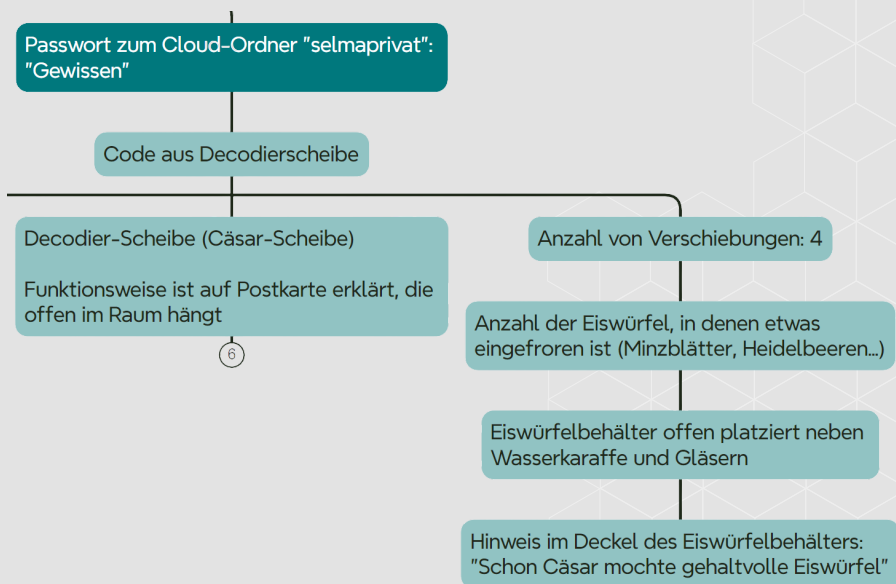 Passwort zum Cloud-Ordner "selmaprivat":
"Gewissen"
Code aus Decodierscheibe
Decodier-Scheibe (Cäsar-Scheibe)
Funktionsweise ist auf Postkarte erklärt, die
offen im Raum hängt
6
Anzahl von Verschiebungen: 4
Anzahl der Eiswürfel, in denen etwas
eingefroren ist (Minzblätter, Heidelbeeren...)
Eiswürfelbehälter offen platziert neben
Wasserkaraffe und Gläsern
Hinweis im Deckel des Eiswürfelbehälters:
"Schon Cäsar mochte gehaltvolle Eiswürfel"